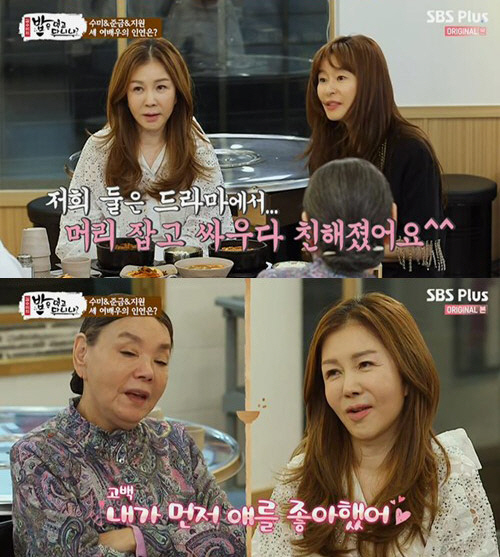 밥은 먹고 다니냐?
수미&준금&지원
세 여배우의 인연은?
SBS Plus
ORIGINAL 본
저희 둘은 드라마에서...
머리 잡고 싸우다 친해졌어요^^
밥은 먹고 다니냐?
수미&준금&지원
세 여배우의 인연은?
SBS Plus
ORIGINAL 본
고백
내가 먼저 얘를 좋아했어